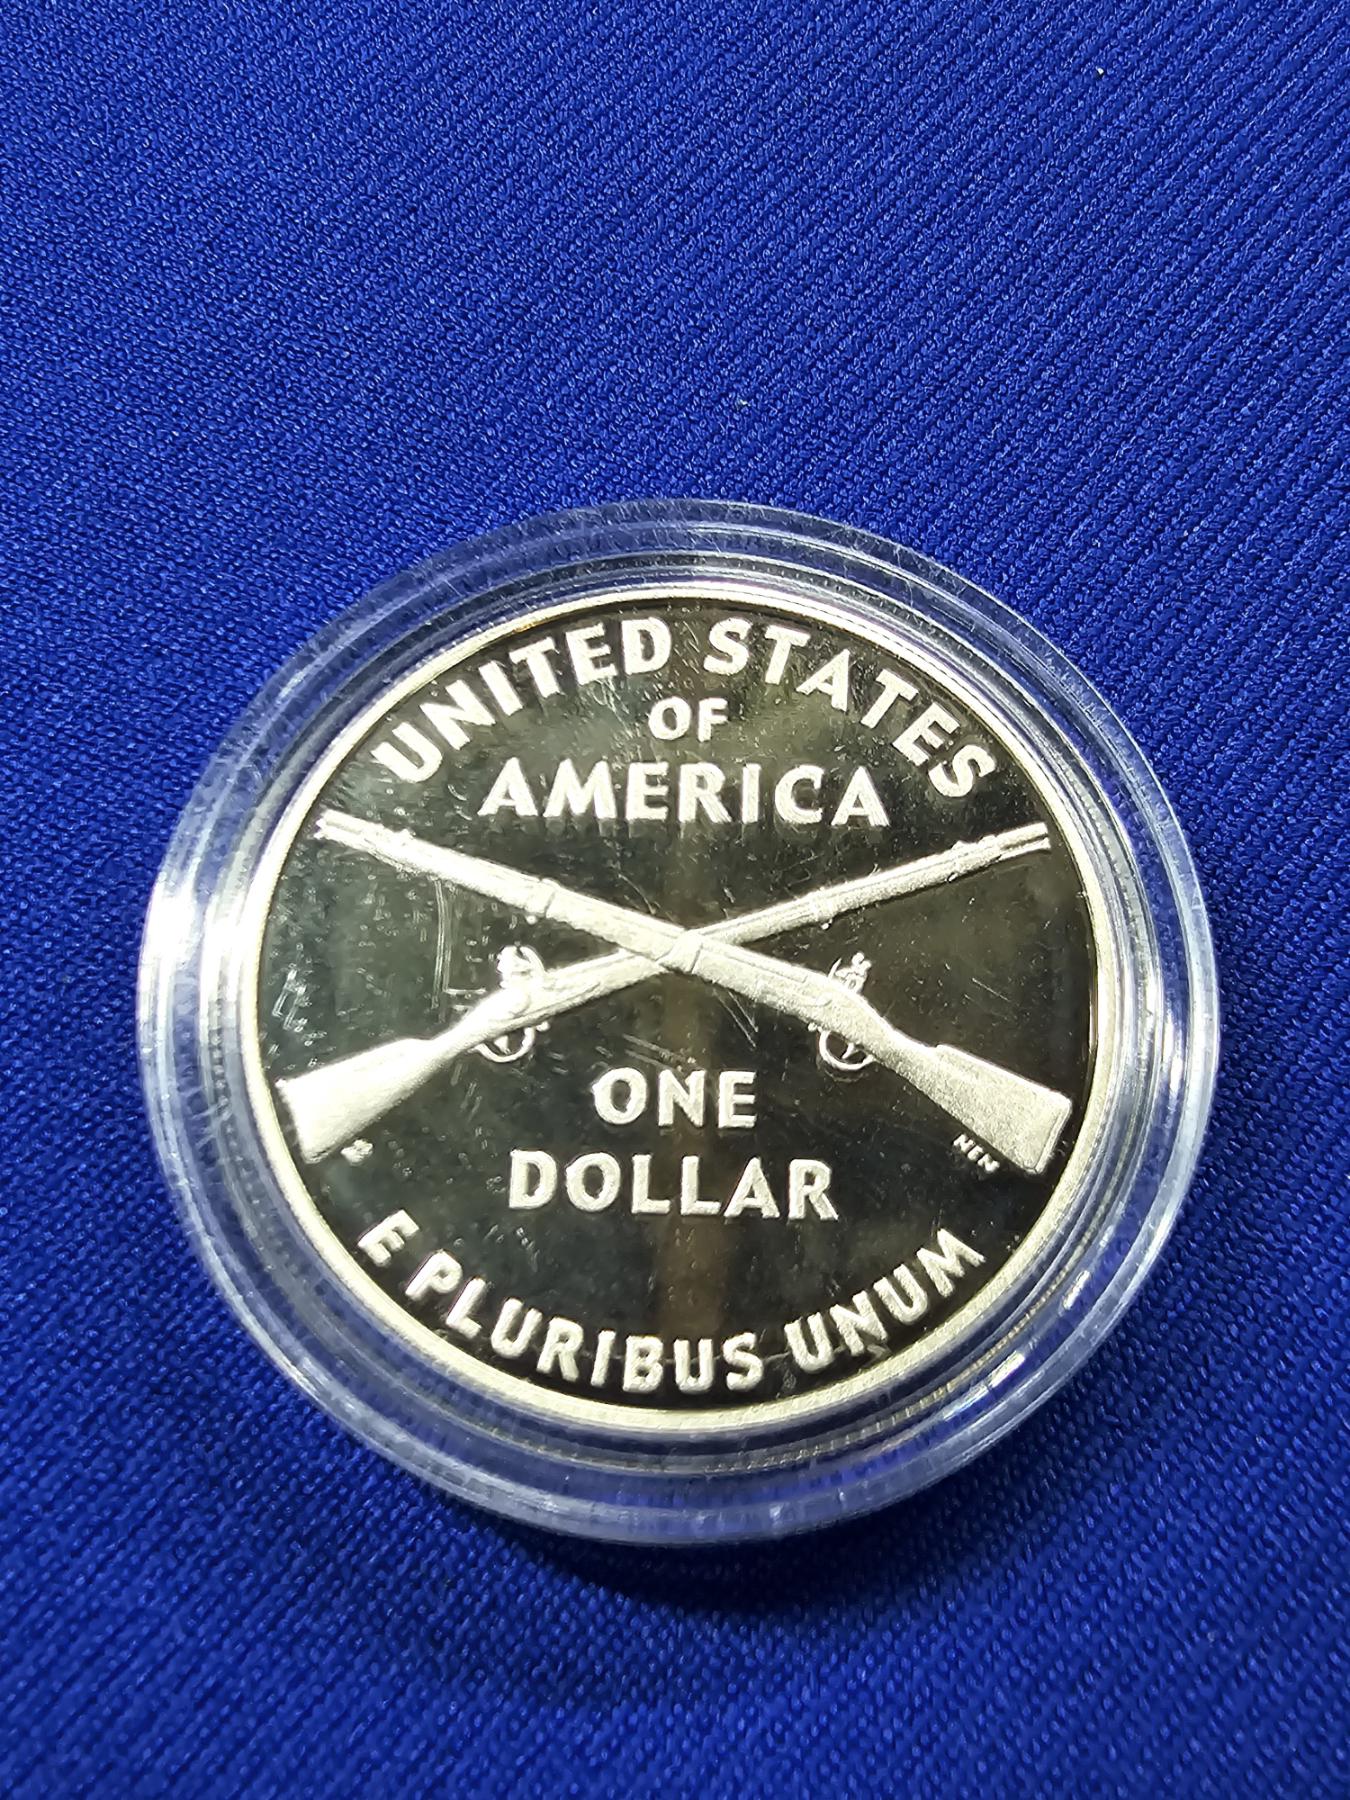 UNITED STATES
OF
AMERICA
ONE
DOLLAR
E PLURIBUS UNUM